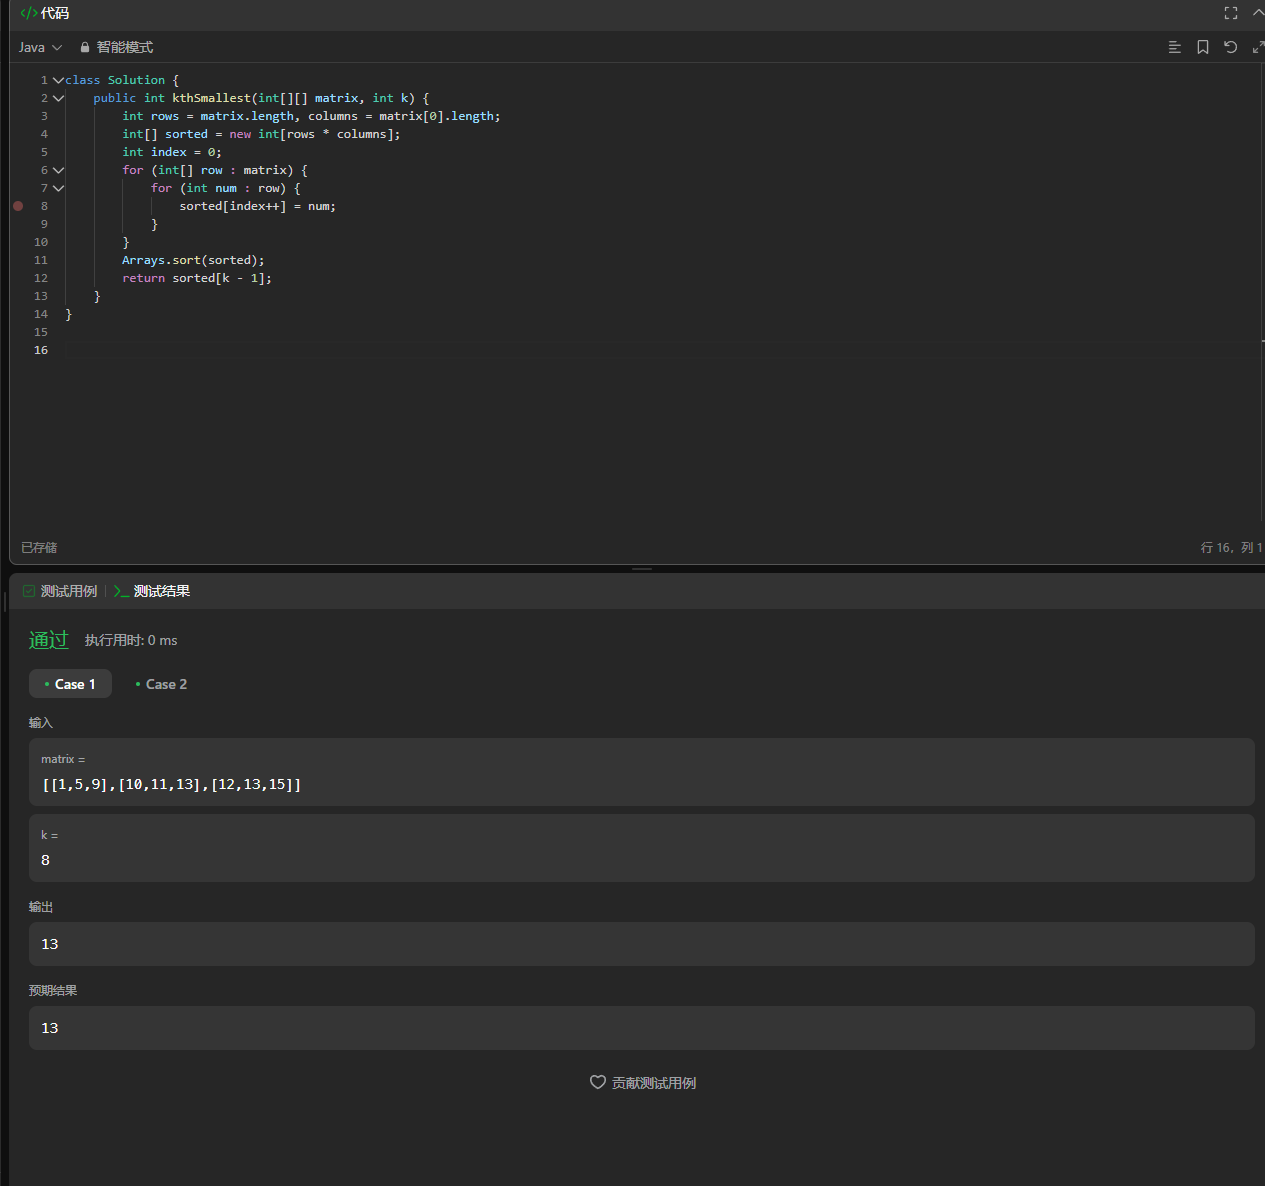 </> 代码
Java 智能模式
1 class Solution {
2 public int kthSmallest(int[][] matrix, int k) {
3 int rows = matrix.length, columns = matrix[0].length;
4 int[] sorted = new int[rows * columns];
5 int index = 0;
6 for (int[] row : matrix) {
7 for (int num : row) {
8 sorted[index++] = num;
9 }
10 }
11 Arrays.sort(sorted);
12 return sorted[k - 1];
13 }
14 }
15
16
已存储 行 16, 列 1
测试用例 | >_ 测试结果
通过 执行用时: 0 ms
• Case 1 • Case 2
输入
matrix =
[[1,5,9],[10,11,13],[12,13,15]]
k =
8
输出
13
预期结果
13
贡献测试用例